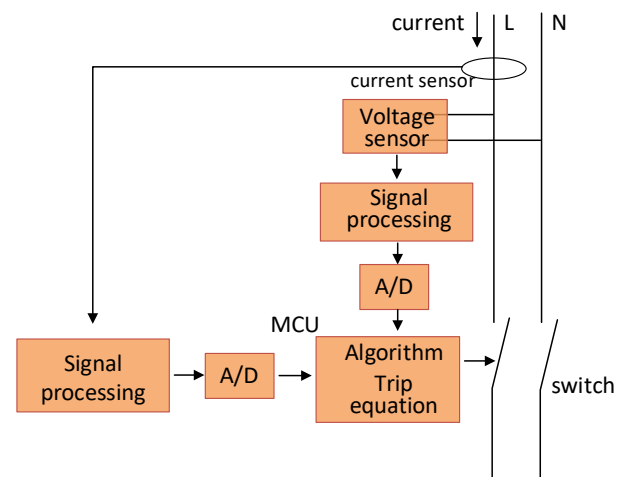 current
L
N
current sensor
Voltage
sensor
Signal
processing
A/D
MCU
Signal
processing
A/D
Algorithm
Trip
equation
switch